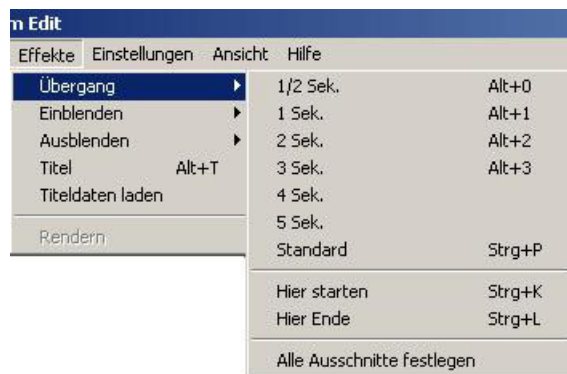 m Edit
Effekte Einstellungen Ansicht Hilfe
Übergang
Einblenden
Ausblenden
Titel Alt+T
Titeldaten laden
Rendern
1/2 Sek. Alt+0
1 Sek. Alt+1
2 Sek. Alt+2
3 Sek. Alt+3
4 Sek.
5 Sek.
Standard Strg+P
Hier starten Strg+K
Hier Ende Strg+L
Alle Ausschnitte festlegen